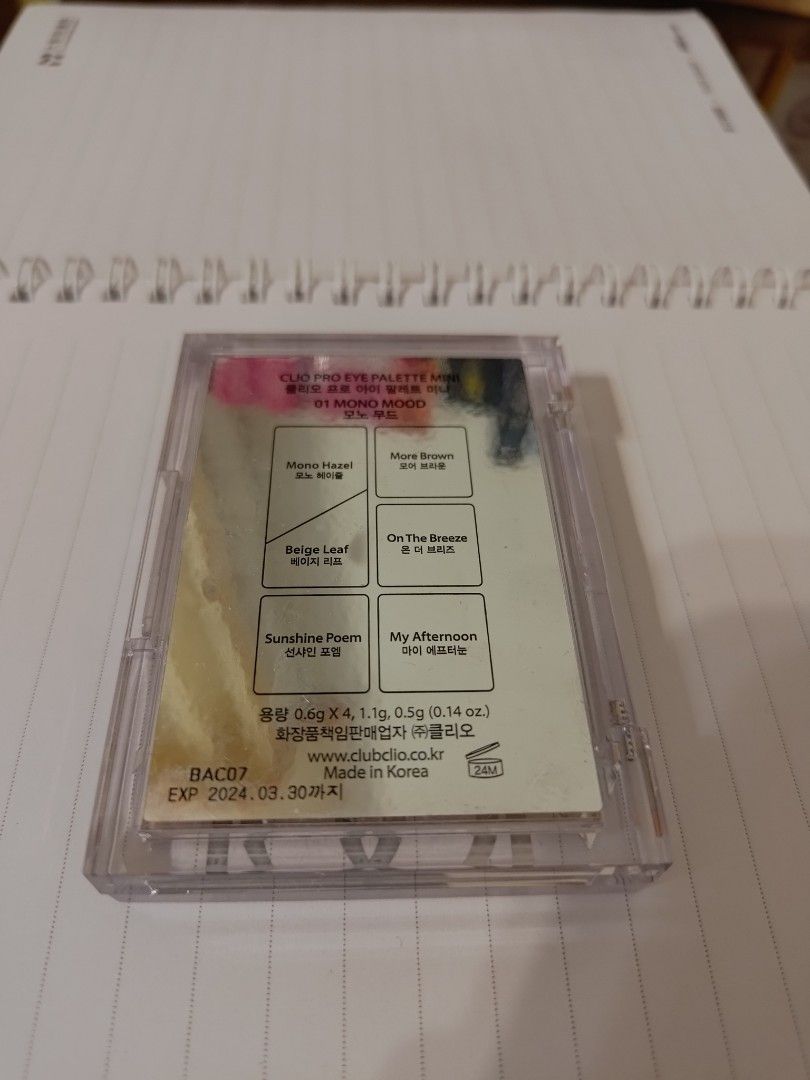 CLIO PRO EYE PALETTE MINI
클리오 프로 아이 팔레트 미니
01 MONO MOOD
모노 무드
Mono Hazel
모노 헤이즐
More Brown
모어 브라운
Beige Leaf
베이지 리프
On The Breeze
온 더 브리즈
Sunshine Poem
선샤인 포엠
My Afternoon
마이 에프터눈
용량 0.6g X 4, 1.1g, 0.5g (0.14 oz.)
화장품책임판매업자 ㈜클리오
www.clubclio.co.kr
Made in Korea
24M
BAC07
EXP 2024.03.30까지